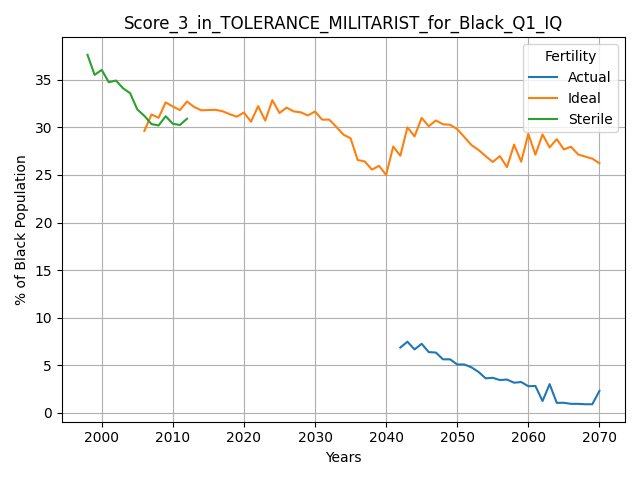 Score_3_in_TOLERANCE_MILITARIST_for_Black_Q1_IQ
Fertility
Actual
Ideal
Sterile
% of Black Population
35
30
25
20
15
10
5
0
2000 2010 2020 2030 2040 2050 2060 2070
Years